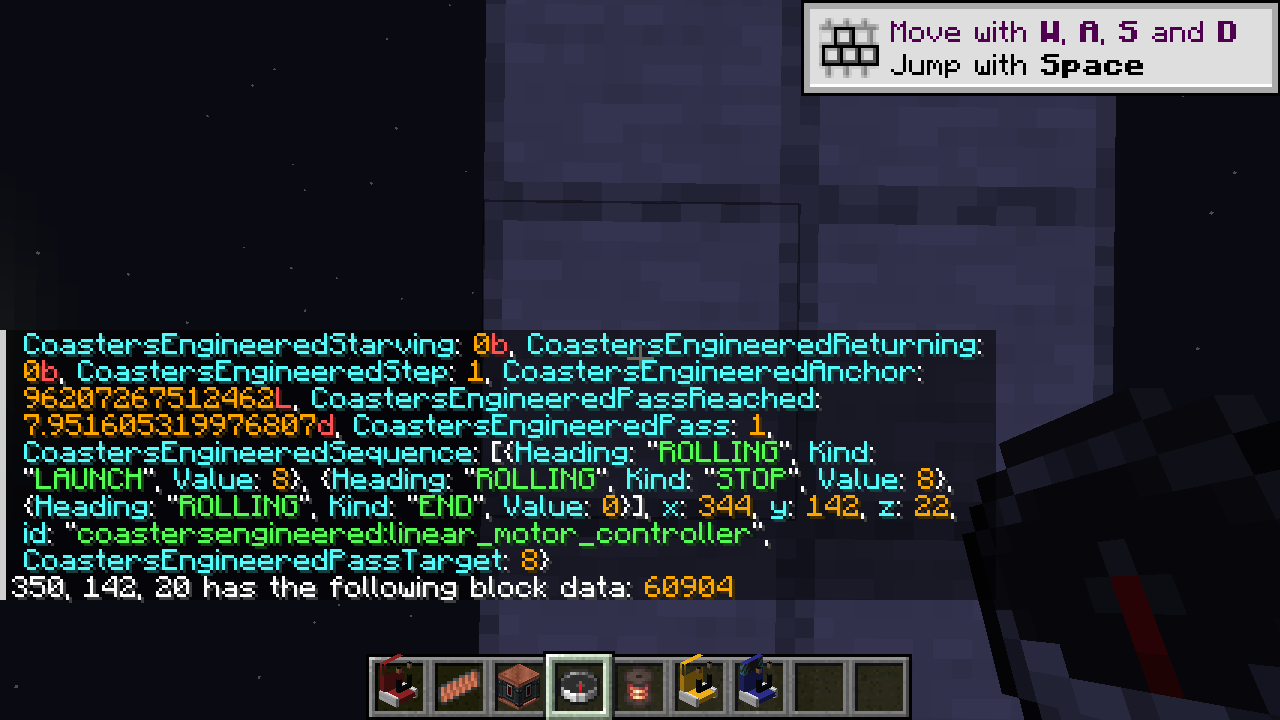 Move with W, A, S and D
Jump with Space
CoastersEngineeredStarving: 0b, CoastersEngineeredReturning:
0b, CoastersEngineeredStep: 1, CoastersEngineeredAnchor:
96207267512462L, CoastersEngineeredPassReached:
7.951605319976807d, CoastersEngineeredPass: 1,
CoastersEngineeredSequence: [{Heading: "ROLLING", Kind:
"LAUNCH", Value: 8}, {Heading: "ROLLING", Kind: "STOP", Value: 8},
{Heading: "ROLLING", Kind: "END", Value: 0}], x: 344, y: 142, z: 22,
id: "coastersengineered:linear_motor_controller",
CoastersEngineeredPassTarget: 8}
350, 142, 20 has the following block data: 60904